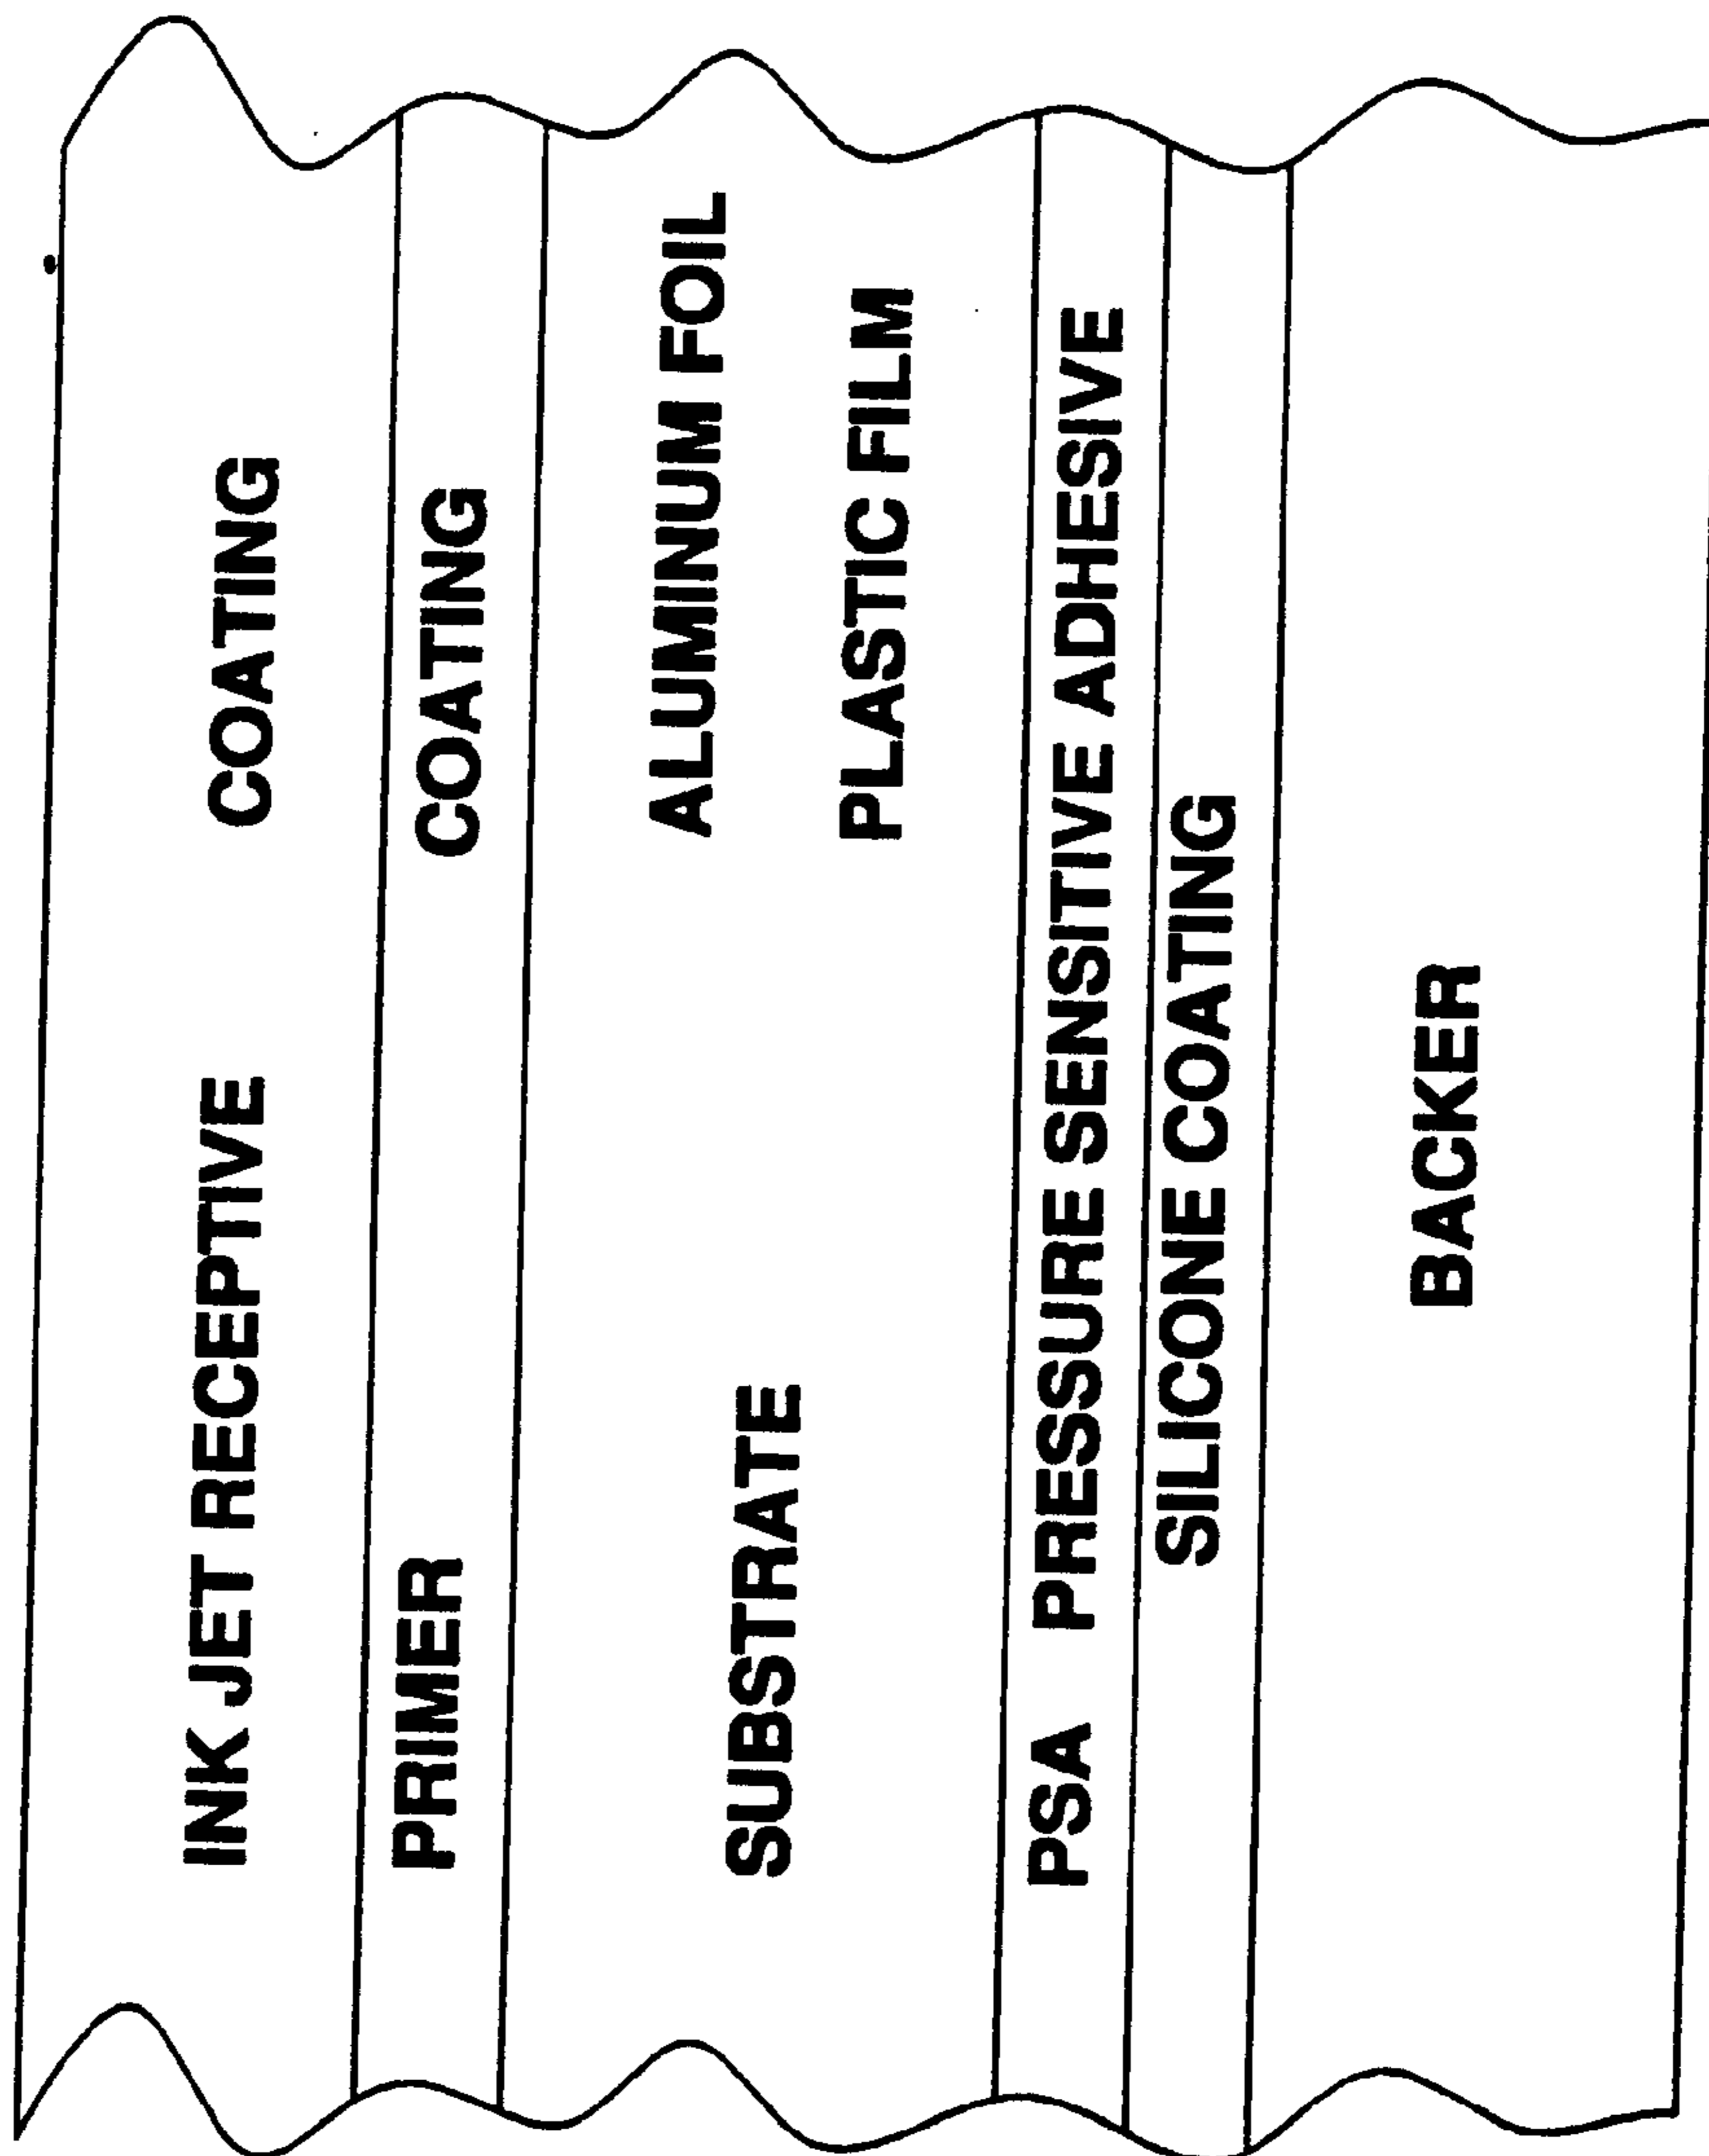 INK JET RECEPTIVE COATING
PRIMER COATING
SUBSTRATE
ALUMINUM FOIL
PLASTIC FILM
PSA PRESSURE SENSITIVE ADHESIVE
SILICONE COATING
BACKER